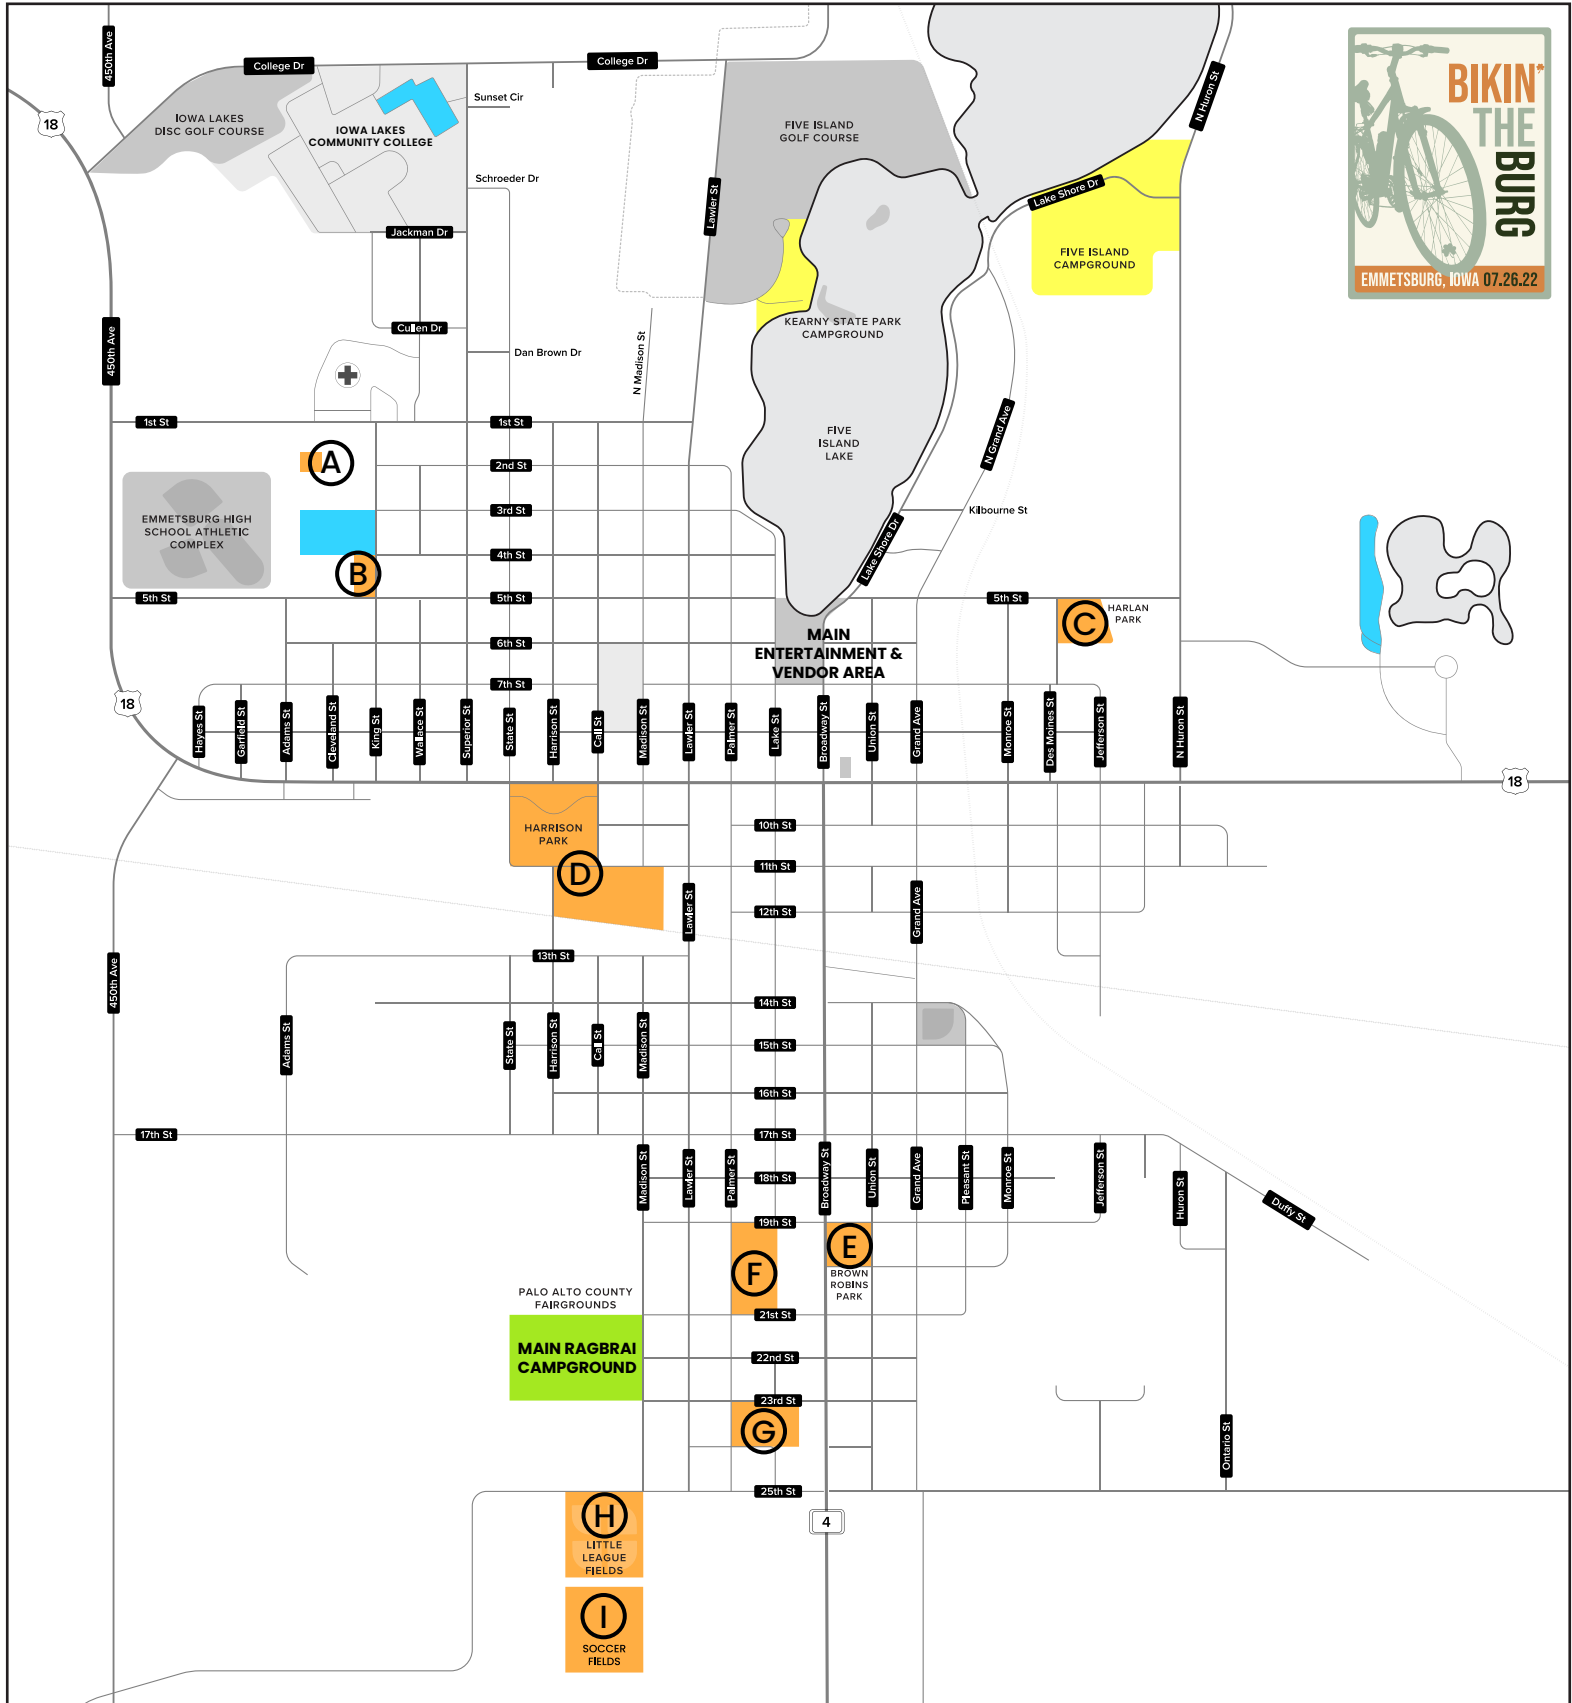 450th Ave
College Dr
College Dr
Sunset Cir
N Huron St
18
IOWA LAKES
DISC GOLF COURSE
IOWA LAKES
COMMUNITY COLLEGE
FIVE ISLAND
GOLF COURSE
BIKIN'
THE
BURG
EMMETSBURG, IOWA 07.26.22
Schroeder Dr
Lawler St
Lake Shore Dr
Jackman Dr
FIVE ISLAND
CAMPGROUND
450th Ave
Cullen Dr
KEARNY STATE PARK
CAMPGROUND
Dan Brown Dr
N Madison St
1st St
1st St
N Grand Ave
FIVE
ISLAND
LAKE
A
2nd St
3rd St
Kilbourne St
EMMETSBURG HIGH
SCHOOL ATHLETIC
COMPLEX
4th St
Lake Shore Dr
B
5th St
5th St
5th St
C
HARLAN
PARK
6th St
MAIN
ENTERTAINMENT &
VENDOR AREA
7th St
18
Hayes St
Garfield St
Adams St
Cleveland St
King St
Wallace St
Superior St
State St
Harrison St
Call St
Madison St
Lawler St
Palmer St
Lake St
Broadway St
Union St
Grand Ave
Monroe St
Des Moines St
Jefferson St
N Huron St
18
HARRISON
PARK
10th St
11th St
D
Lawler St
12th St
Grand Ave
13th St
450th Ave
14th St
Adams St
State St
Harrison St
Call St
Madison St
15th St
16th St
17th St
17th St
Madison St
Lawler St
Palmer St
18th St
Broadway St
Union St
Grand Ave
Pleasant St
Monroe St
Jefferson St
Huron St
Duffy St
19th St
F
E
BROWN
ROBINS
PARK
PALO ALTO COUNTY
FAIRGROUNDS
21st St
MAIN RAGBRAI
CAMPGROUND
22nd St
23rd St
G
Ontario St
25th St
H
LITTLE
LEAGUE
FIELDS
4
I
SOCCER
FIELDS